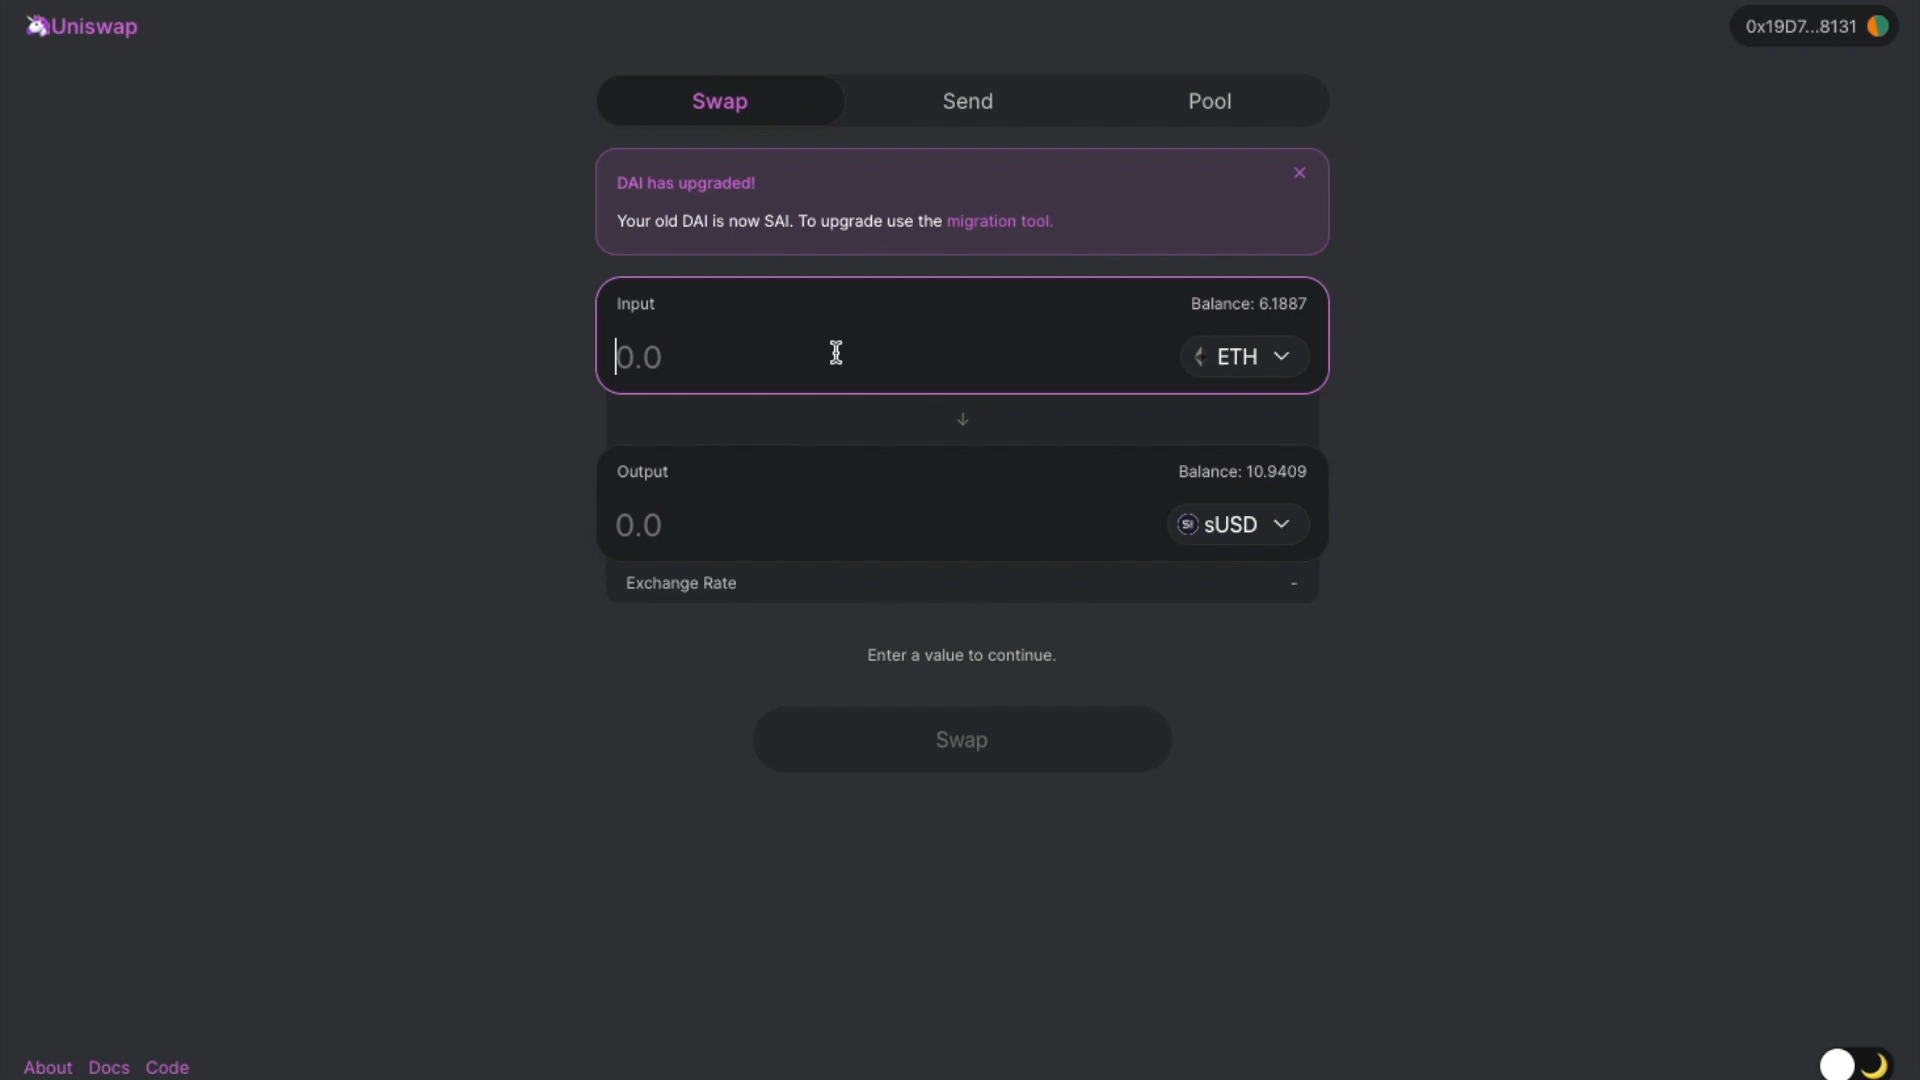 Uniswap
0x19D7...8131
Swap
Send
Pool
DAI has upgraded!
Your old DAI is now SAI. To upgrade use the migration tool.
Input
Balance: 6.1887
0.0
ETH
Output
Balance: 10.9409
0.0
sUSD
Exchange Rate
-
Enter a value to continue.
Swap
About Docs Code